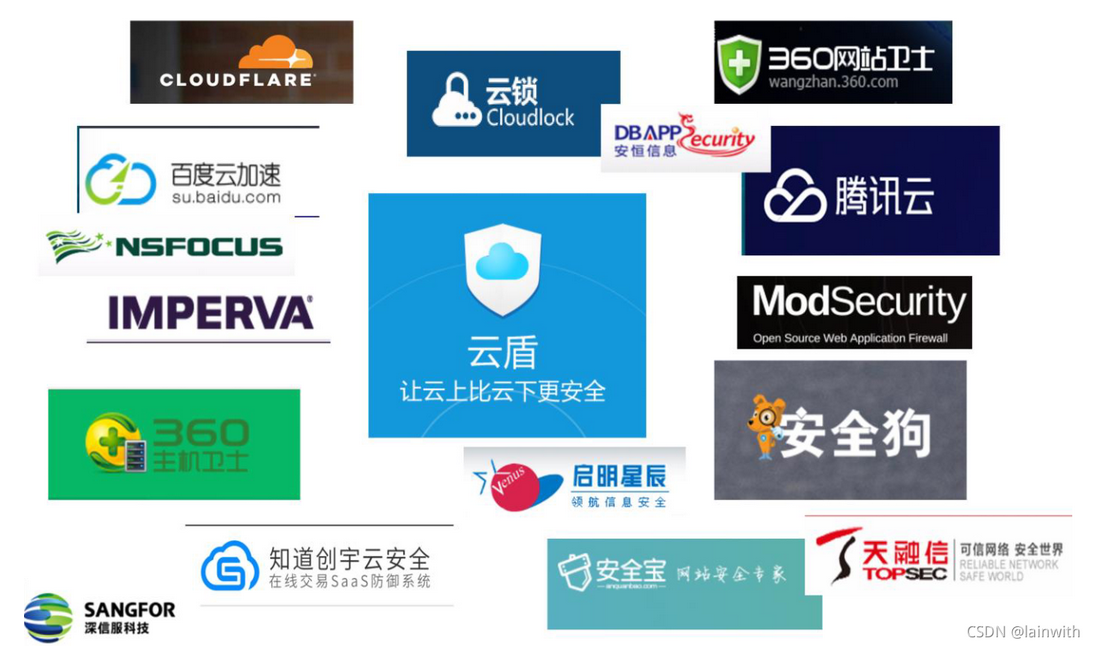 CLOUDFLARE
云锁
Cloudlock
360网站卫士
wangzhan.360.com
DBAPPSecurity
安恒信息
百度云加速
su.baidu.com
腾讯云
NSFOCUS
IMPERVA
云盾
让云上比云下更安全
ModSecurity
Open Source Web Application Firewall
360
主机卫士
安全狗
Venus
启明星辰
领航信息安全
知道创宇云安全
在线交易SaaS防御系统
安全宝
www.anquanbao.com
网站安全专家
天融信
TOPSEC
可信网络 安全世界
RELIABLE NETWORK
SAFE WORLD
SANGFOR
深信服科技
CSDN @lainwith